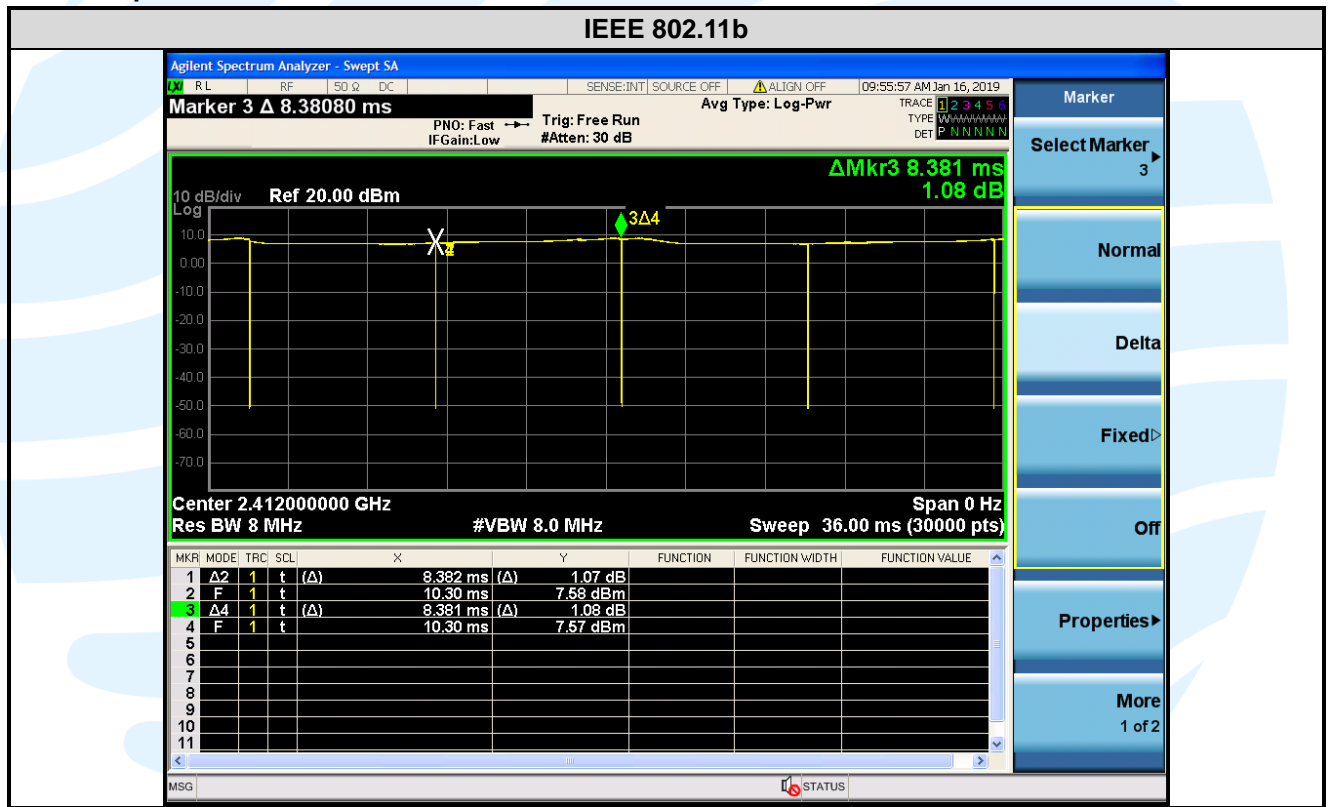 IEEE 802.11b
Agilent Spectrum Analyzer - Swept SA
LXI RL RF 50 Ω DC SENSE:INT SOURCE OFF ALIGN OFF 09:55:57 AM Jan 16, 2019
Marker 3 Δ 8.38080 ms
PNO: Fast
IFGain:Low
Trig: Free Run
#Atten: 30 dB
Avg Type: Log-Pwr
TRACE 1 2 3 4 5 6
TYPE
DET P N N N N N
ΔMkr3 8.381 ms
1.08 dB
10 dB/div Ref 20.00 dBm
Log
10.0
0.00
-10.0
-20.0
-30.0
-40.0
-50.0
-60.0
-70.0
3Δ4
Center 2.412000000 GHz Span 0 Hz
Res BW 8 MHz #VBW 8.0 MHz Sweep 36.00 ms (30000 pts)
MKR MODE TRC SCL X Y FUNCTION FUNCTION WIDTH FUNCTION VALUE
1 Δ2 1 t (Δ) 8.382 ms (Δ) 1.07 dB
2 F 1 t 10.30 ms 7.58 dBm
3 Δ4 1 t (Δ) 8.381 ms (Δ) 1.08 dB
4 F 1 t 10.30 ms 7.57 dBm
5
6
7
8
9
10
11
MSG STATUS
Marker
Select Marker
3
Normal
Delta
Fixed
Off
Properties
More
1 of 2